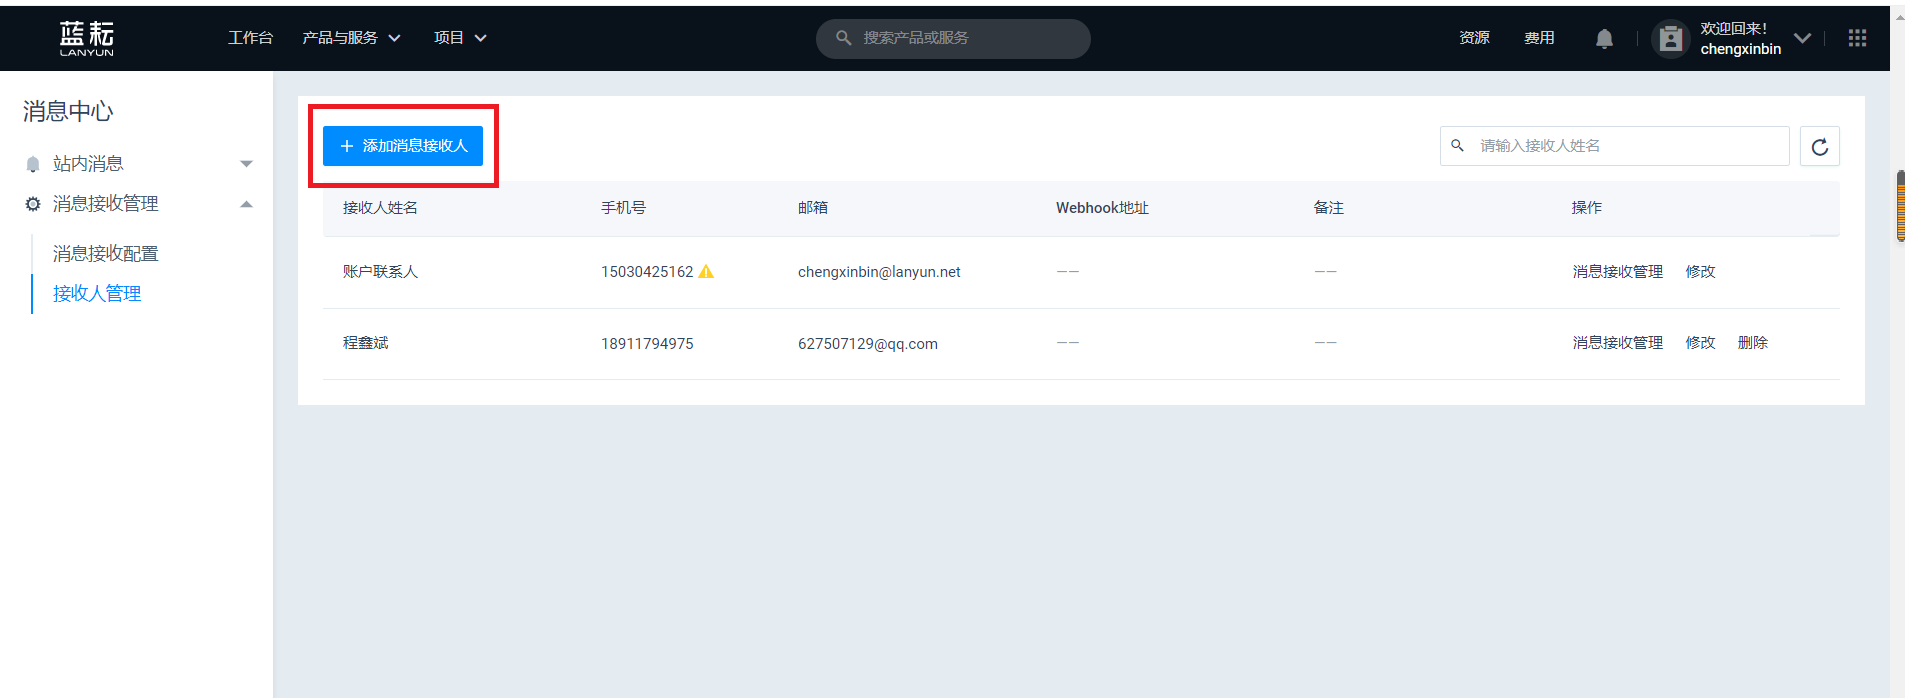 蓝耘
LANYUN
工作台 产品与服务 项目
搜索产品或服务
资源 费用
欢迎回来！
chengxinbin
消息中心
站内消息
消息接收管理
消息接收配置
接收人管理
+ 添加消息接收人
请输入接收人姓名
接收人姓名 手机号 邮箱 Webhook地址 备注 操作
账户联系人 15030425162 chengxinbin@lanyun.net —— —— 消息接收管理 修改
程鑫斌 18911794975 627507129@qq.com —— —— 消息接收管理 修改 删除